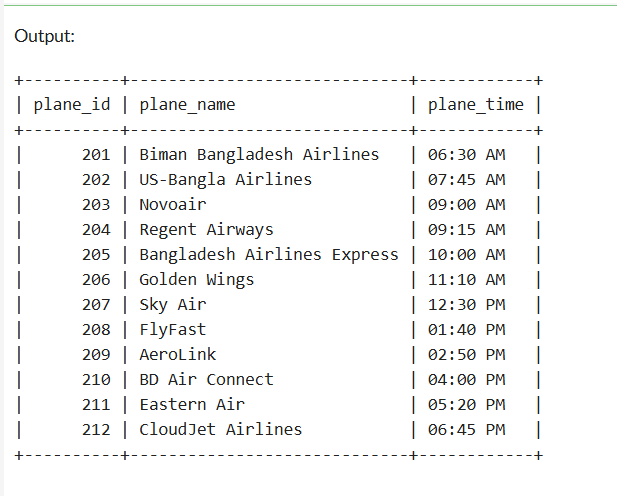 Output:
+----------+-----------------------------+------------+
| plane_id | plane_name                  | plane_time |
+----------+-----------------------------+------------+
|      201 | Biman Bangladesh Airlines   | 06:30 AM   |
|      202 | US-Bangla Airlines          | 07:45 AM   |
|      203 | Novoair                     | 09:00 AM   |
|      204 | Regent Airways              | 09:15 AM   |
|      205 | Bangladesh Airlines Express | 10:00 AM   |
|      206 | Golden Wings                | 11:10 AM   |
|      207 | Sky Air                     | 12:30 PM   |
|      208 | FlyFast                     | 01:40 PM   |
|      209 | AeroLink                    | 02:50 PM   |
|      210 | BD Air Connect              | 04:00 PM   |
|      211 | Eastern Air                 | 05:20 PM   |
|      212 | CloudJet Airlines           | 06:45 PM   |
+----------+-----------------------------+------------+